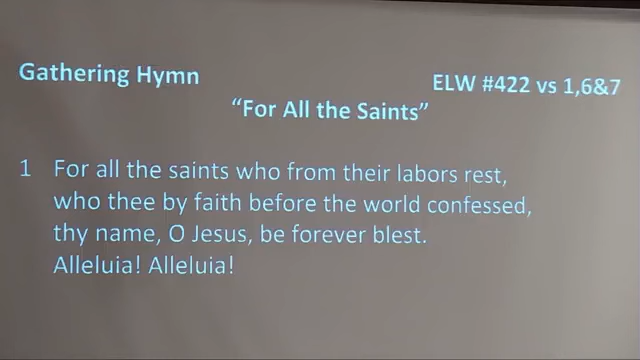 Gathering Hymn
ELW #422 vs 1,6&7
“For All the Saints”
1 For all the saints who from their labors rest,
who thee by faith before the world confessed,
thy name, O Jesus, be forever blest.
Alleluia! Alleluia!